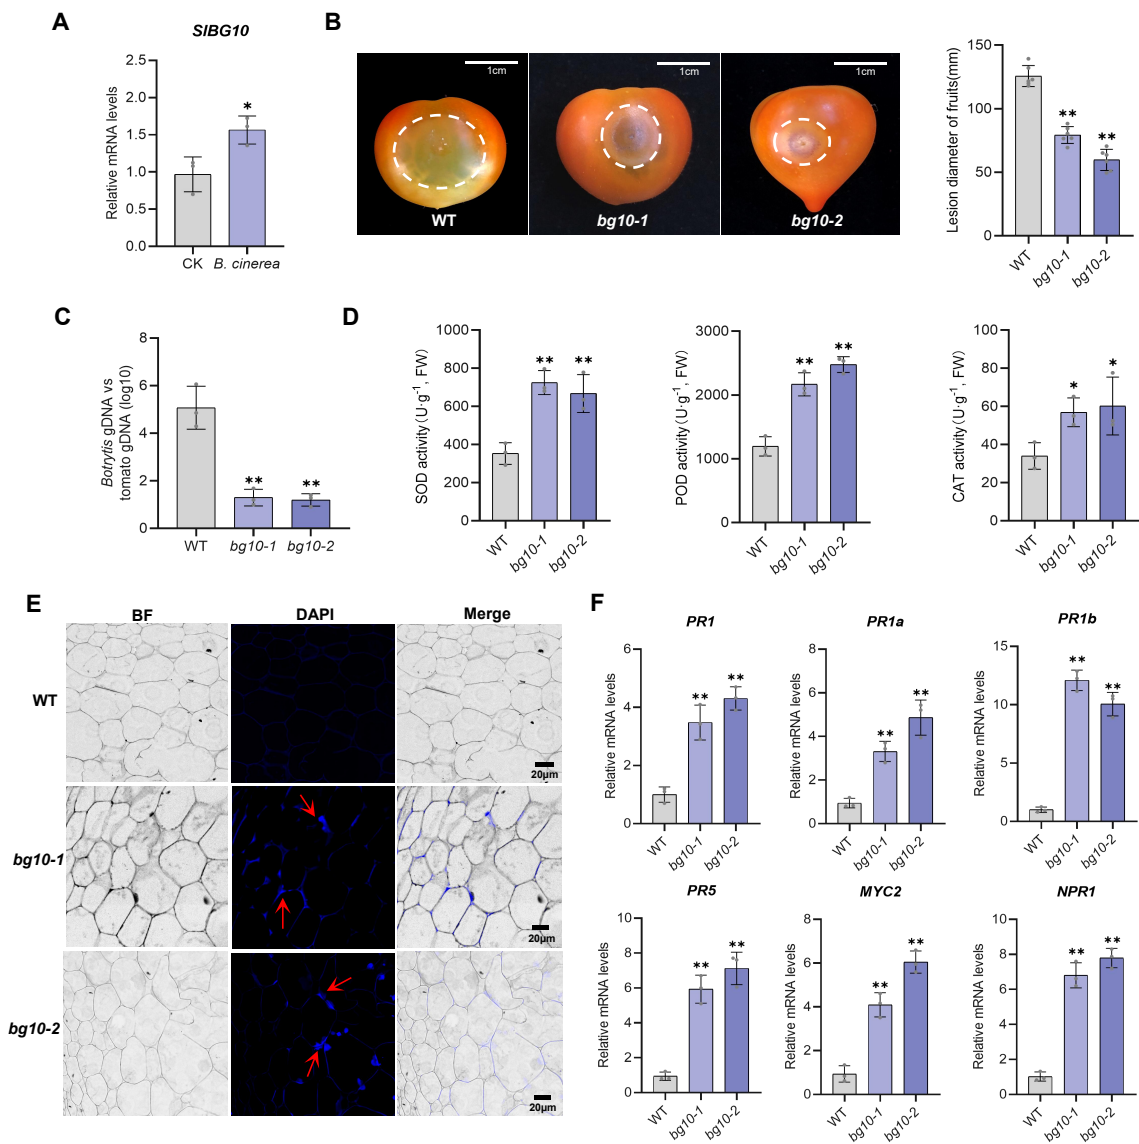 A
SlBG10
Relative mRNA levels
2.5
2.0
1.5
1.0
0.5
0.0
*
CK
B. cinerea
B
1cm
1cm
1cm
WT
bg10-1
bg10-2
Lesion diameter of fruits(mm)
150
100
50
0
**
**
WT
bg10-1
bg10-2
C
Botrytis gDNA vs
tomato gDNA (log10)
8
6
4
2
0
**
**
WT
bg10-1
bg10-2
D
SOD activity (U·g⁻¹, FW)
1000
800
600
400
200
0
**
**
WT
bg10-1
bg10-2
POD activity (U·g⁻¹, FW)
3000
2000
1000
0
**
**
WT
bg10-1
bg10-2
CAT activity (U·g⁻¹, FW)
100
80
60
40
20
0
*
*
WT
bg10-1
bg10-2
E
BF
DAPI
Merge
WT
20μm
bg10-1
20μm
bg10-2
20μm
F
PR1
Relative mRNA levels
6
4
2
0
**
**
WT
bg10-1
bg10-2
PR1a
Relative mRNA levels
8
6
4
2
0
**
**
WT
bg10-1
bg10-2
PR1b
Relative mRNA levels
15
10
5
0
**
**
WT
bg10-1
bg10-2
PR5
Relative mRNA levels
10
8
6
4
2
0
**
**
WT
bg10-1
bg10-2
MYC2
Relative mRNA levels
8
6
4
2
0
**
**
WT
bg10-1
bg10-2
NPR1
Relative mRNA levels
10
8
6
4
2
0
**
**
WT
bg10-1
bg10-2